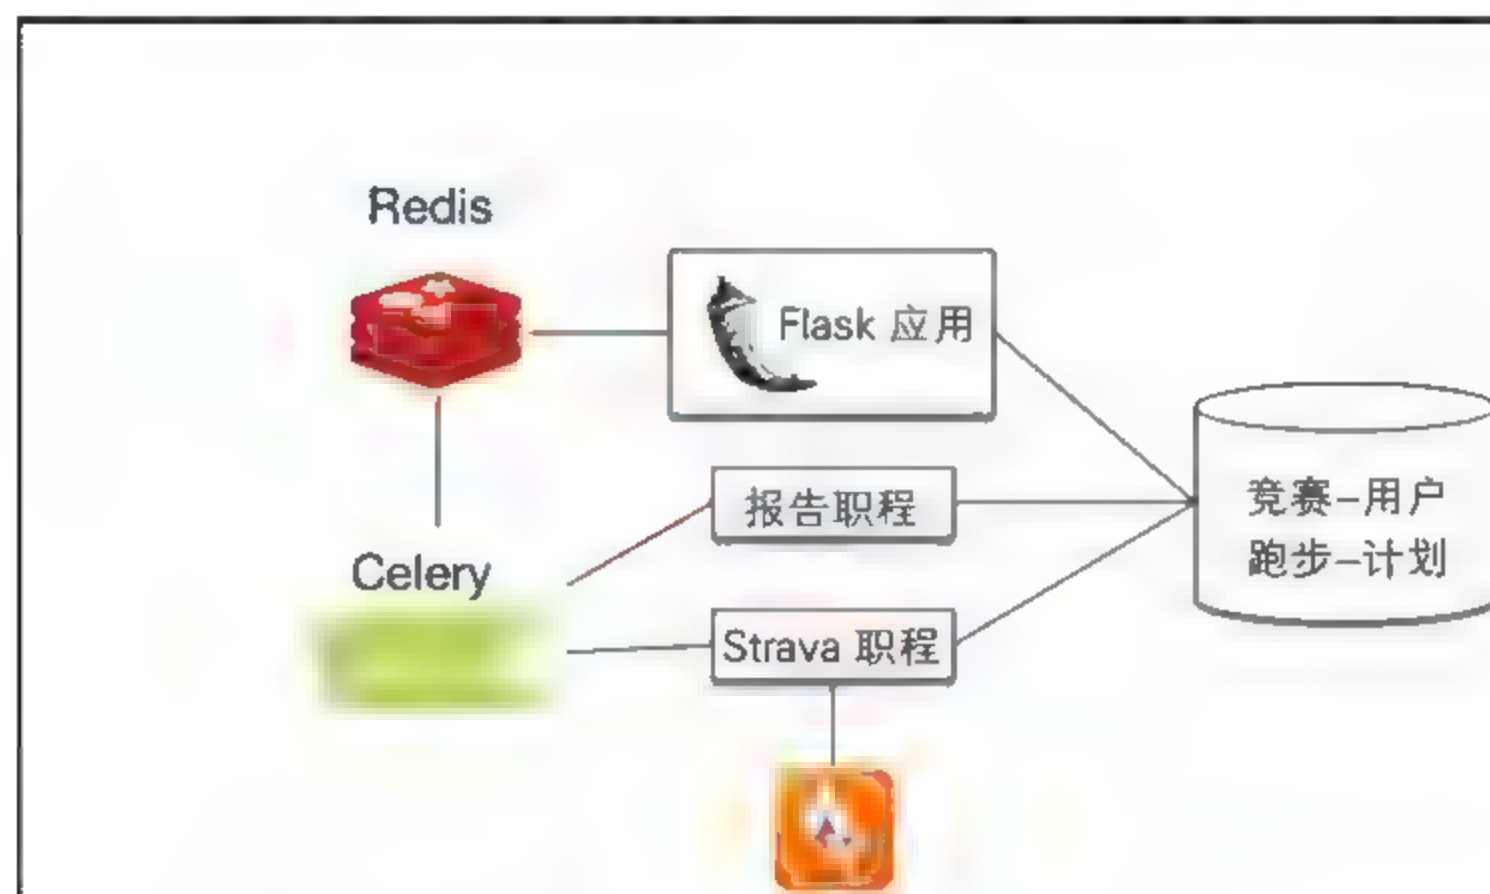 Redis
Flask 应用
竞赛-用户
跑步-计划
报告职程
Celery
Strava 职程